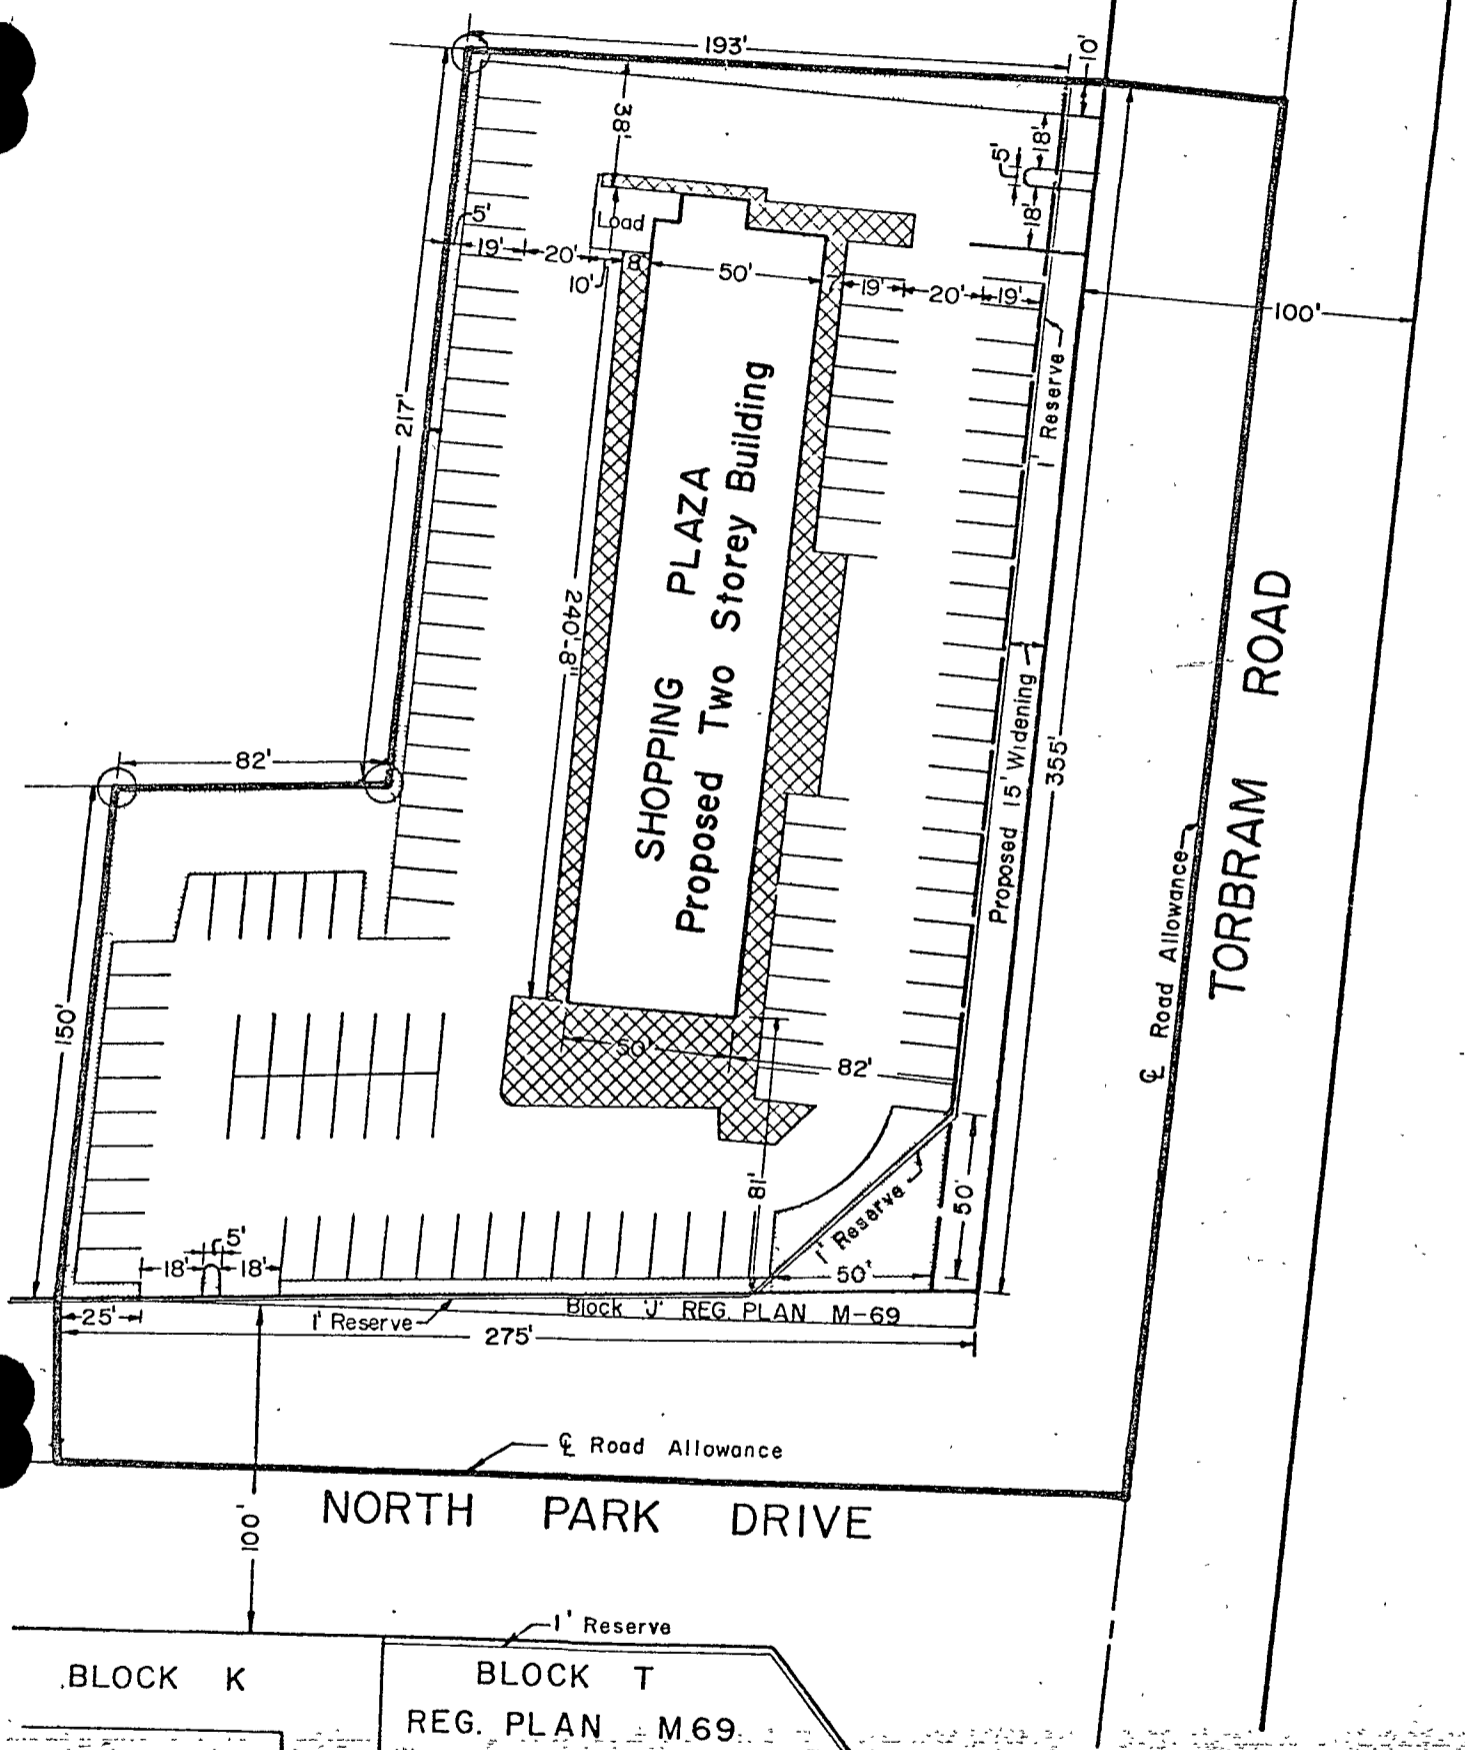 193'
10'
38'
18'
5'
Load
18'
5'
19'
20'
10'
8'
50'
19'
20'
19'
100'
1' Reserve
217'
SHOPPING PLAZA
Proposed Two Storey Building
240'-8"
TORBRAM ROAD
Proposed 15' Widening
355'
82'
℄ Road Allowance
150'
50'
82'
81'
50'
1' Reserve
5'
18'
18'
50'
25'
1' Reserve
Block 'J' REG. PLAN M-69
275'
℄ Road Allowance
NORTH PARK DRIVE
100'
1' Reserve
BLOCK K
BLOCK T
REG. PLAN M69